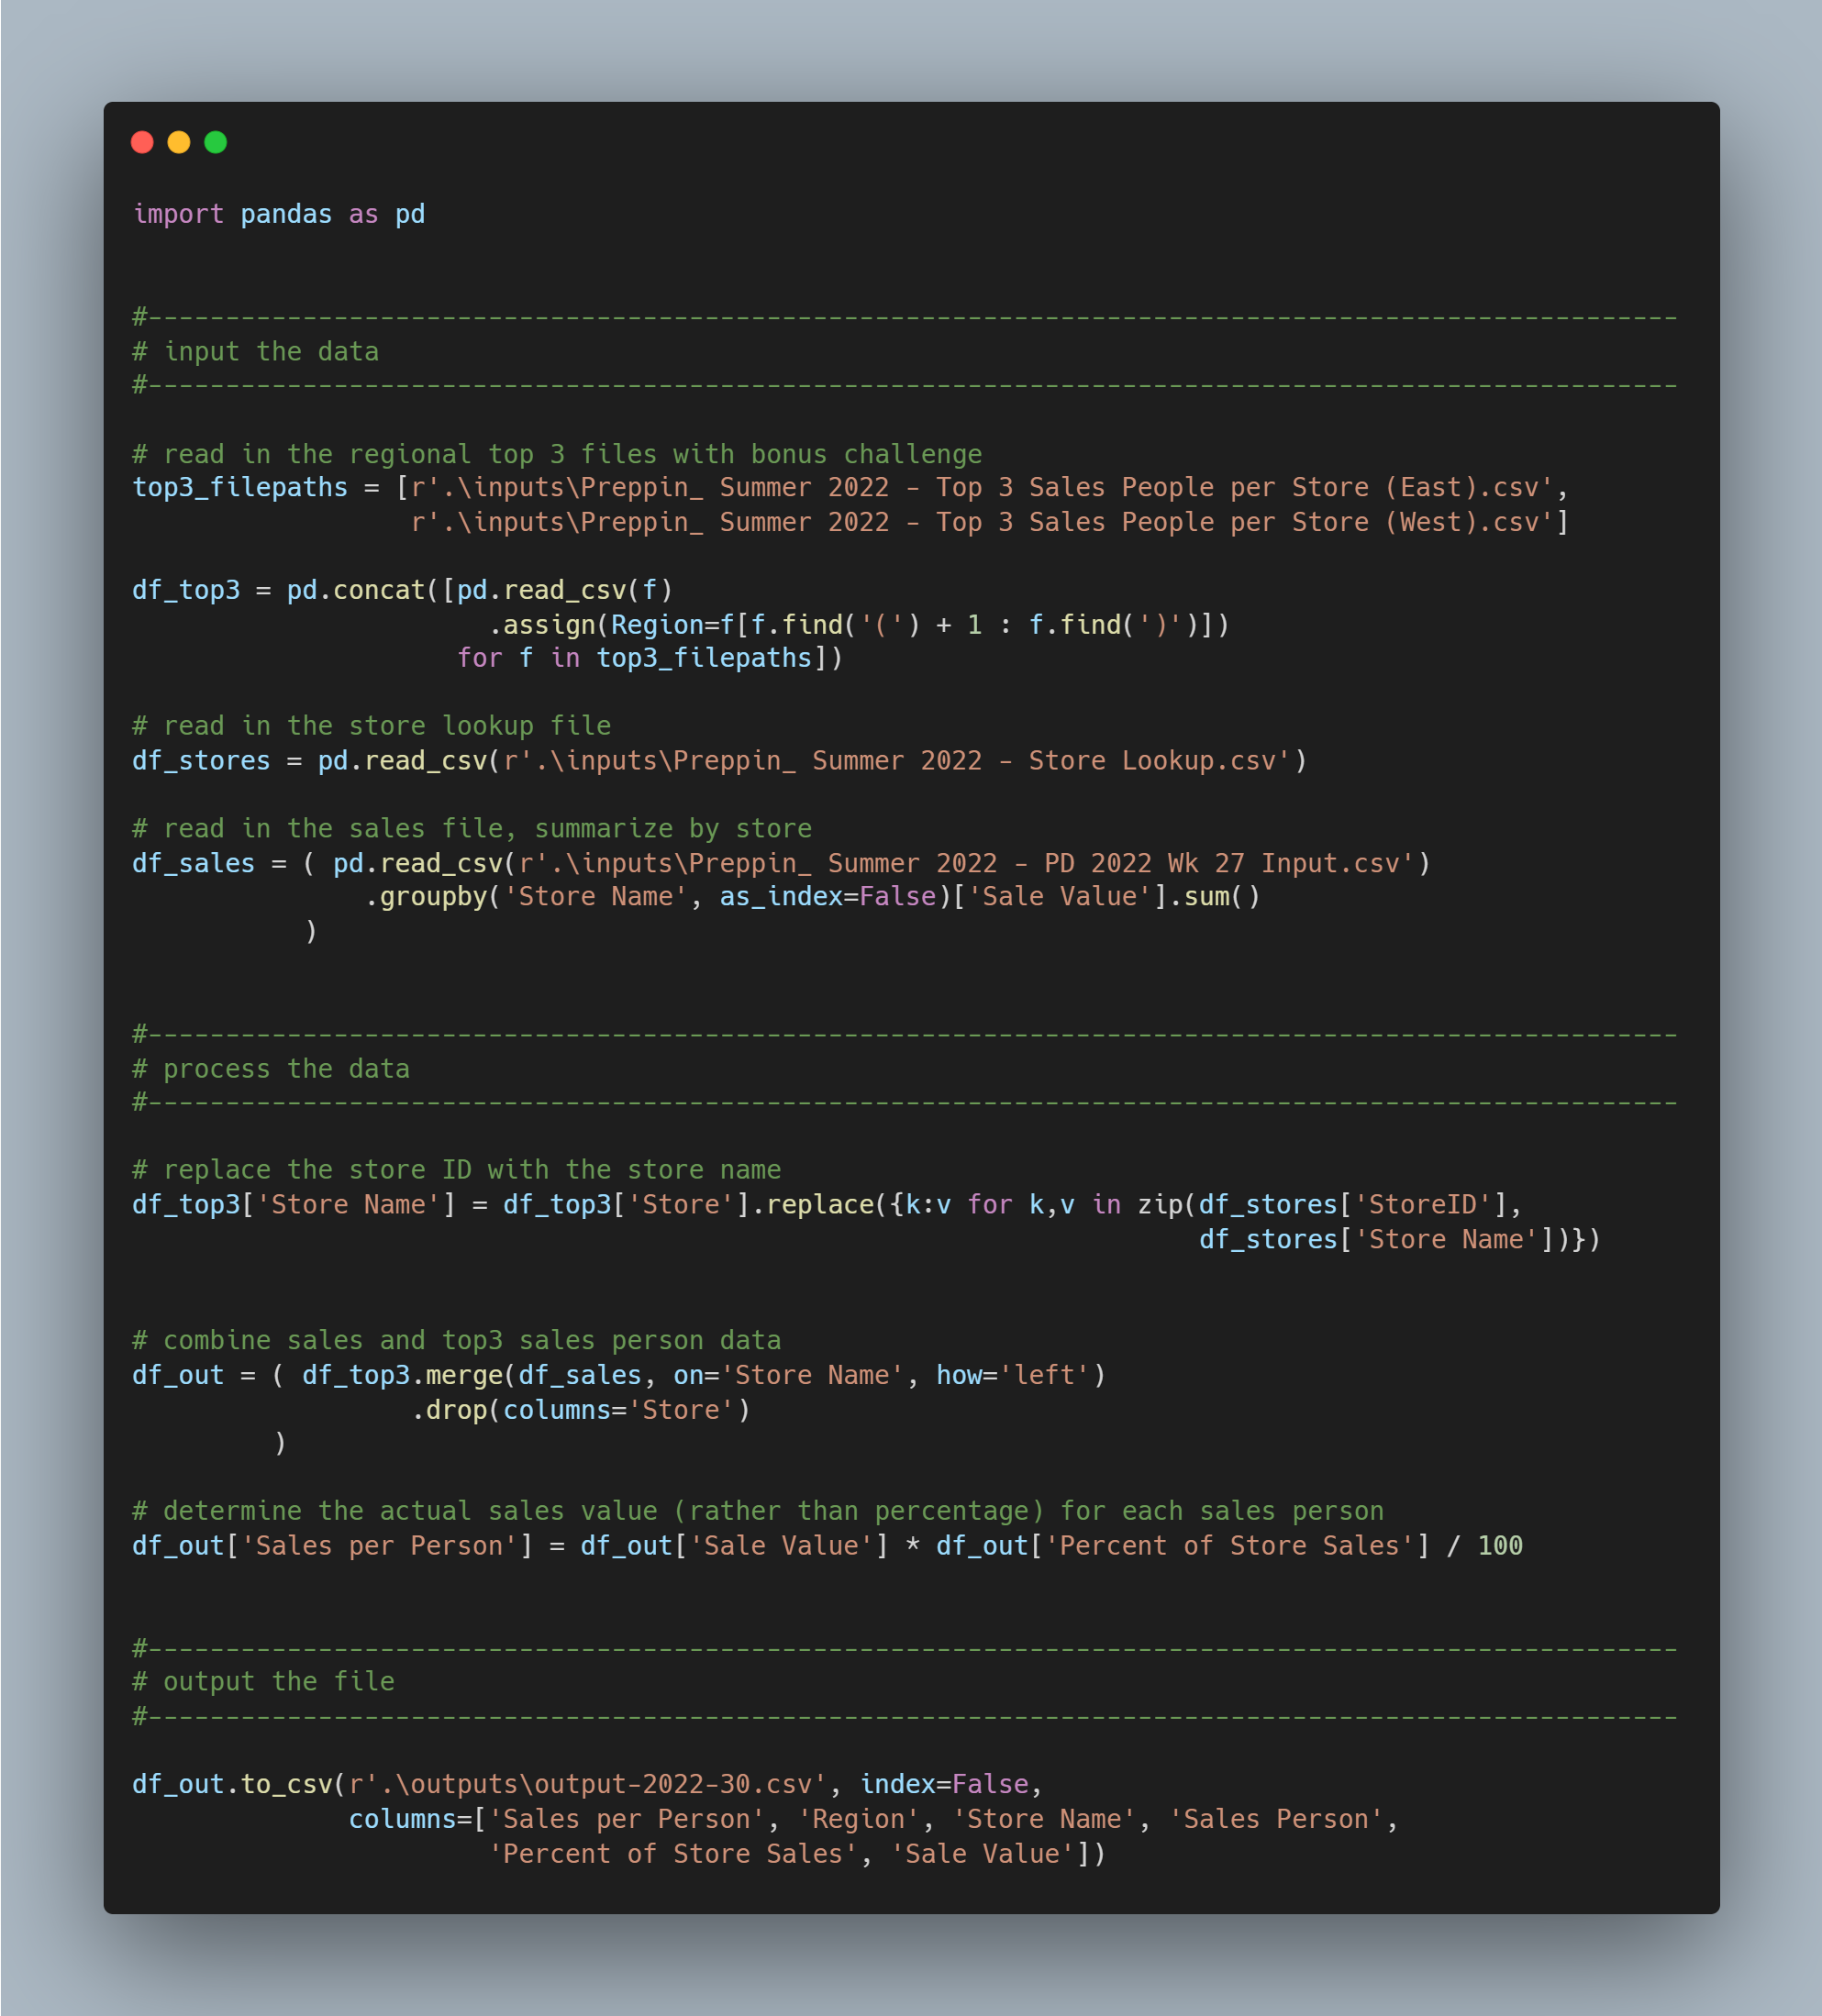 import pandas as pd
#---------------------------------------------------------------------------------------------------
# input the data
#---------------------------------------------------------------------------------------------------
# read in the regional top 3 files with bonus challenge
top3_filepaths = [r'.\inputs\Preppin_ Summer 2022 - Top 3 Sales People per Store (East).csv',
                  r'.\inputs\Preppin_ Summer 2022 - Top 3 Sales People per Store (West).csv']
df_top3 = pd.concat([pd.read_csv(f)
                       .assign(Region=f[f.find('(') + 1 : f.find(')')])
                     for f in top3_filepaths])
# read in the store lookup file
df_stores = pd.read_csv(r'.\inputs\Preppin_ Summer 2022 - Store Lookup.csv')
# read in the sales file, summarize by store
df_sales = ( pd.read_csv(r'.\inputs\Preppin_ Summer 2022 - PD 2022 Wk 27 Input.csv')
               .groupby('Store Name', as_index=False)['Sale Value'].sum()
           )
#---------------------------------------------------------------------------------------------------
# process the data
#---------------------------------------------------------------------------------------------------
# replace the store ID with the store name
df_top3['Store Name'] = df_top3['Store'].replace({k:v for k,v in zip(df_stores['StoreID'],
                                                                     df_stores['Store Name'])})
# combine sales and top3 sales person data
df_out = ( df_top3.merge(df_sales, on='Store Name', how='left')
                  .drop(columns='Store')
         )
# determine the actual sales value (rather than percentage) for each sales person
df_out['Sales per Person'] = df_out['Sale Value'] * df_out['Percent of Store Sales'] / 100
#---------------------------------------------------------------------------------------------------
# output the file
#---------------------------------------------------------------------------------------------------
df_out.to_csv(r'.\outputs\output-2022-30.csv', index=False,
              columns=['Sales per Person', 'Region', 'Store Name', 'Sales Person',
                       'Percent of Store Sales', 'Sale Value'])